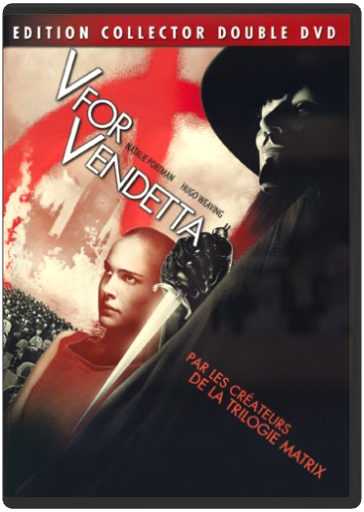 EDITION COLLECTOR DOUBLE DVD
V
FOR
VENDETTA
NATALIE PORTMAN
HUGO WEAVING
PAR LES CRÉATEURS
DE LA TRILOGIE MATRIX